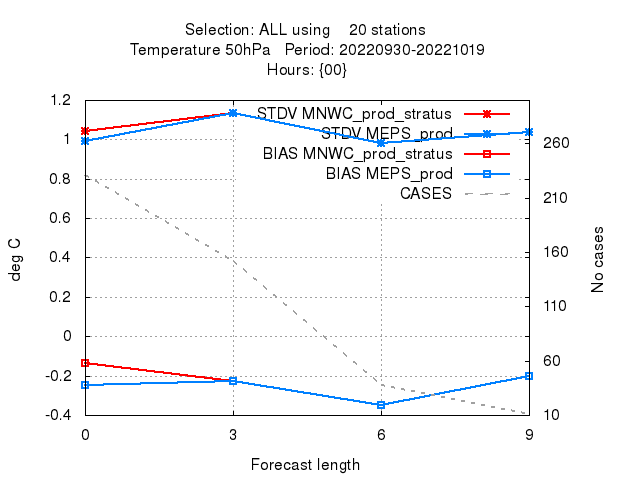 Selection: ALL using    20 stations
Temperature 50hPa   Period: 20220930-20221019
Hours: {00}
STDV MNWC_prod_stratus
STDV MEPS_prod
BIAS MNWC_prod_stratus
BIAS MEPS_prod
CASES
1.2
1
0.8
0.6
0.4
0.2
0
-0.2
-0.4
deg C
260
210
160
110
60
10
No cases
0 3 6 9
Forecast length